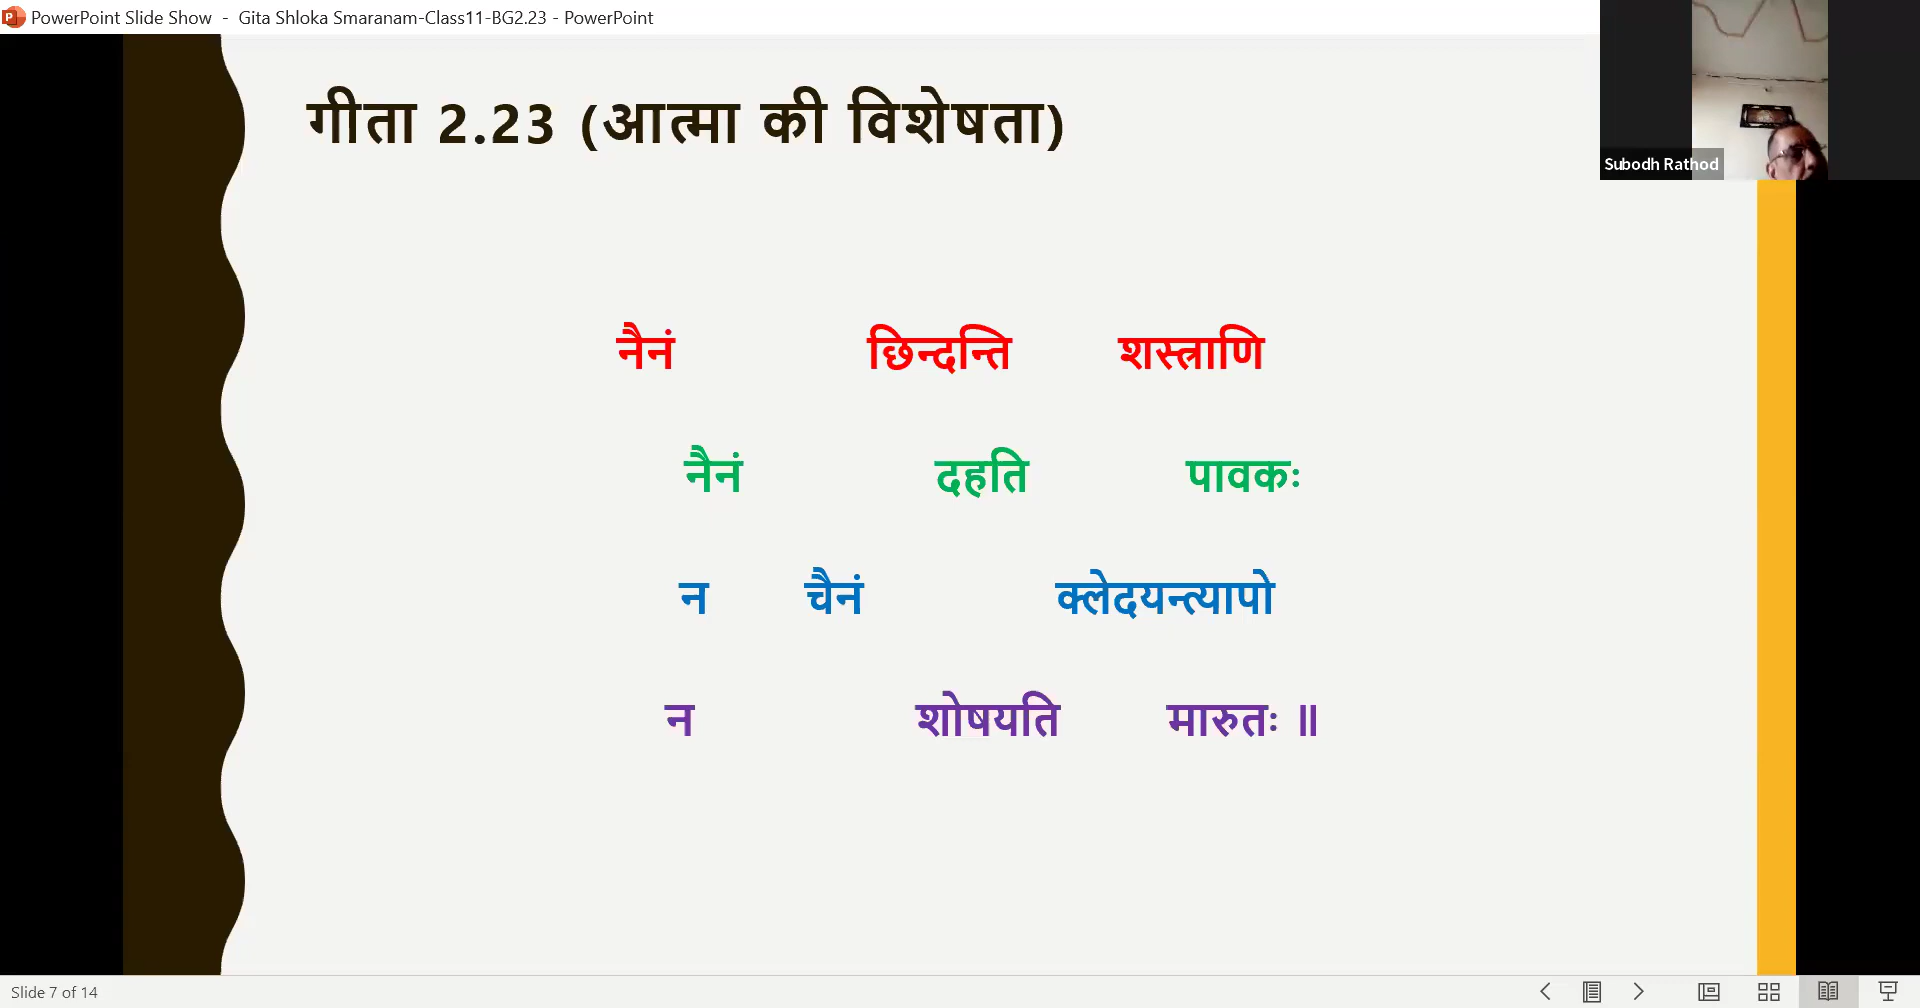 PowerPoint Slide Show - Gita Shloka Smaranam-Class11-BG2.23 - PowerPoint
Subodh Rathod
गीता 2.23 (आत्मा की विशेषता)
नैनं छिन्दन्ति शस्त्राणि
नैनं दहति पावकः
न चैनं क्लेदयन्त्यापो
न शोषयति मारुतः ॥
Slide 7 of 14